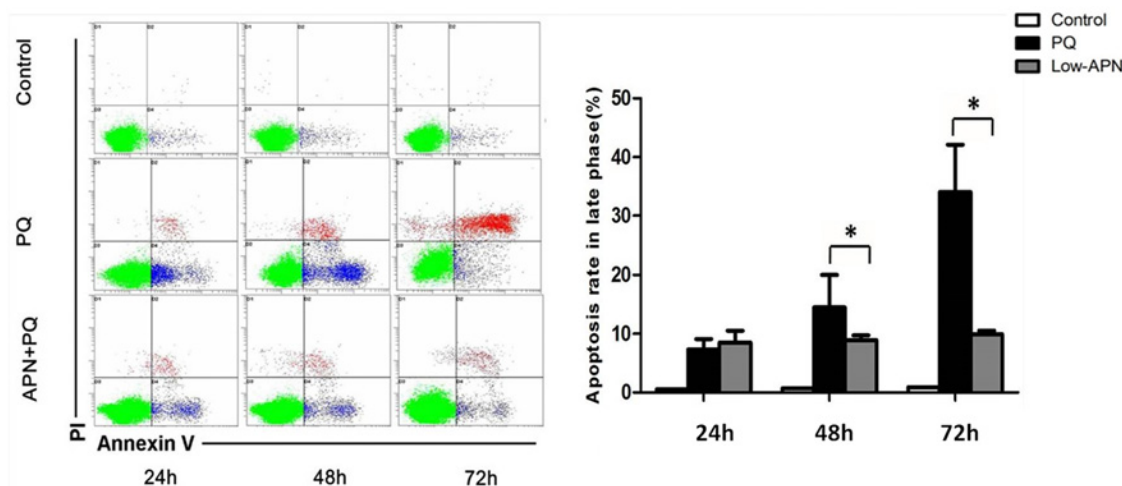 Control
PQ
APN+PQ
PI
Annexin V
24h 48h 72h
Control
PQ
Low-APN
Apoptosis rate in late phase(%)
50
40
30
20
10
0
*
*
24h 48h 72h